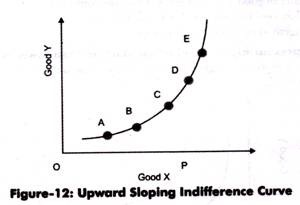 Good Y
E
D
C
B
A
O
P
Good X
Figure-12: Upward Sloping Indifference Curve